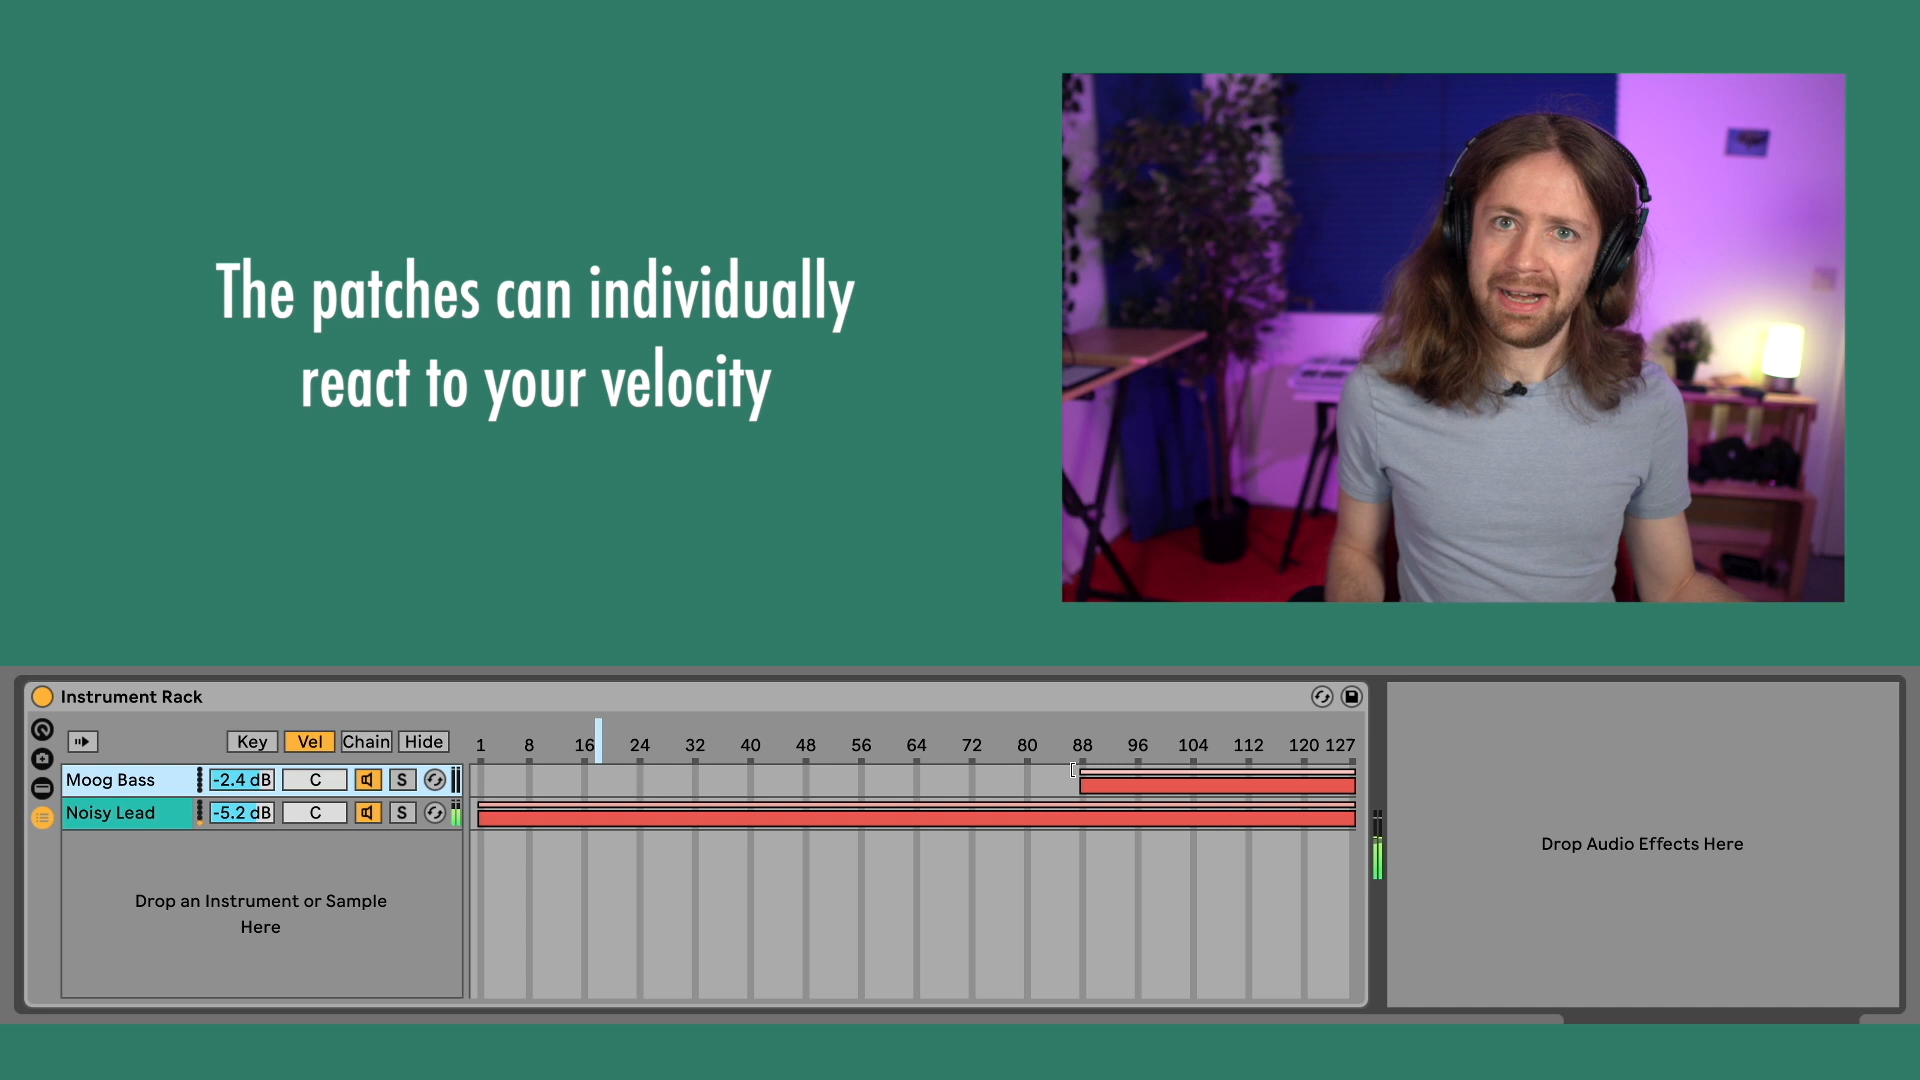 The patches can individually
react to your velocity
Instrument Rack
Key Vel Chain Hide
1 8 16 24 32 40 48 56 64 72 80 88 96 104 112 120 127
Moog Bass -2.4 dB C S
Noisy Lead -5.2 dB C S
Drop an Instrument or Sample
Here
Drop Audio Effects Here